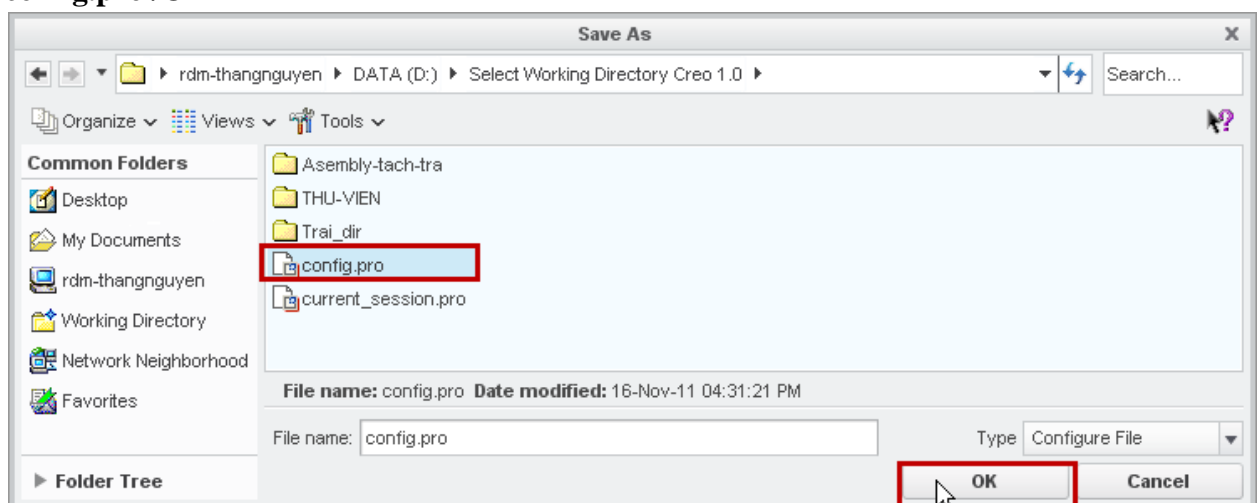 Save As
rdm-thangnguyen DATA (D:) Select Working Directory Creo 1.0 Search...
Organize Views Tools
Common Folders
Desktop
My Documents
rdm-thangnguyen
Working Directory
Network Neighborhood
Favorites
Folder Tree
Asembly-tach-tra
THU-VIEN
Trai_dir
config.pro
current_session.pro
File name: config.pro Date modified: 16-Nov-11 04:31:21 PM
File name: config.pro Type Configure File
OK Cancel